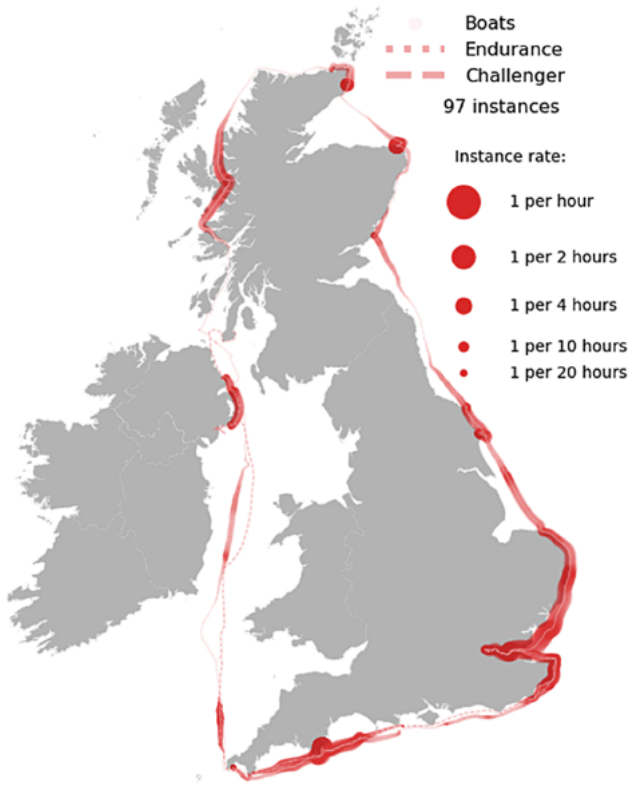 Boats
Endurance
Challenger
97 instances
Instance rate:
1 per hour
1 per 2 hours
1 per 4 hours
1 per 10 hours
1 per 20 hours